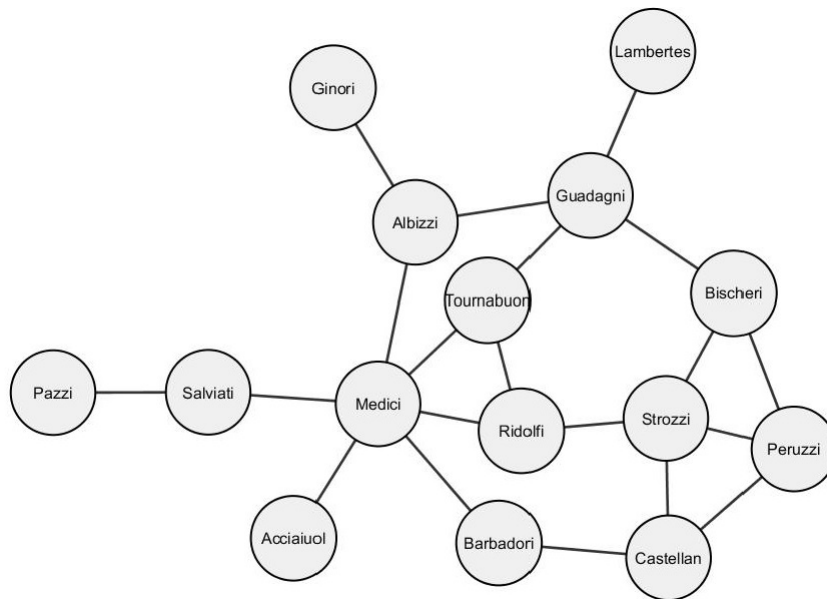 Lambertes
Ginori
Guadagni
Albizzi
Bischeri
Tournabuon
Pazzi
Salviati
Medici
Strozzi
Ridolfi
Peruzzi
Acciaiuol
Barbadori
Castellan